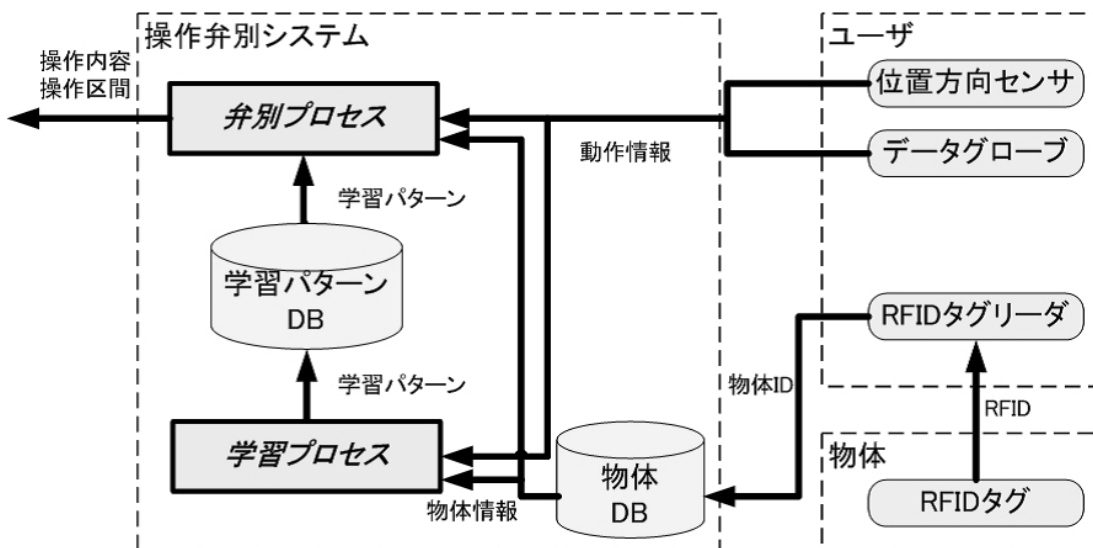 操作弁別システム
ユーザ
操作内容
操作区間
弁別プロセス
位置方向センサ
データグローブ
動作情報
学習パターン
学習パターン
DB
RFIDタグリーダ
学習パターン
物体ID
RFID
学習プロセス
物体情報
物体
DB
物体
RFIDタグ